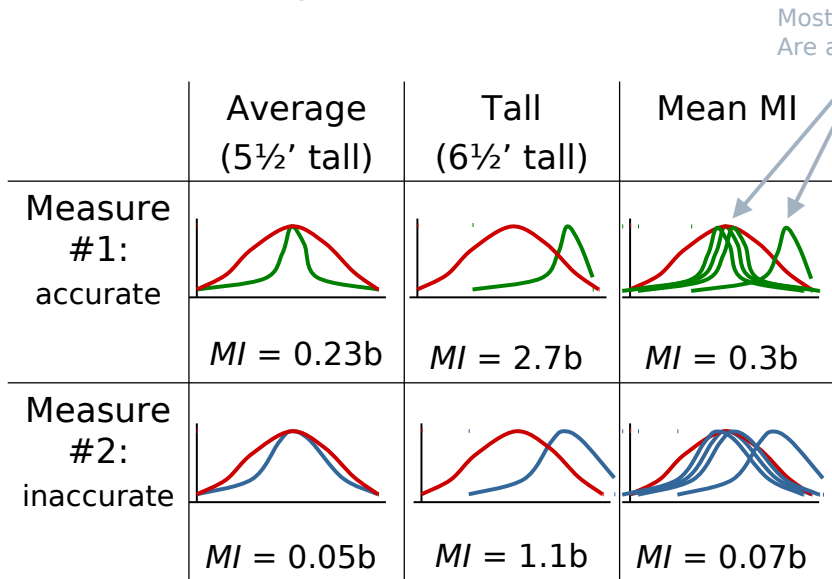 Most
Are a
Average
(5½’ tall)
Tall
(6½’ tall)
Mean MI
Measure
#1:
accurate
MI = 0.23b
MI = 2.7b
MI = 0.3b
Measure
#2:
inaccurate
MI = 0.05b
MI = 1.1b
MI = 0.07b